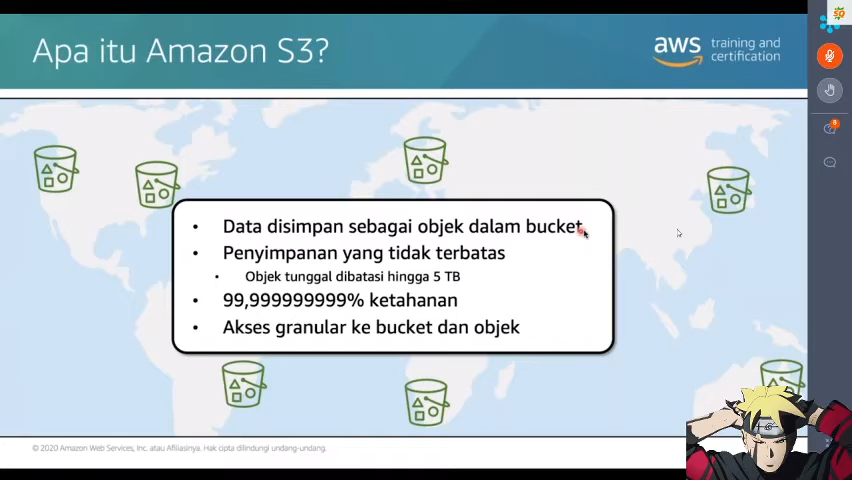 Apa itu Amazon S3?
aws training and certification
Data disimpan sebagai objek dalam bucket
Penyimpanan yang tidak terbatas
Objek tunggal dibatasi hingga 5 TB
99,999999999% ketahanan
Akses granular ke bucket dan objek
© 2020 Amazon Web Services, Inc. atau Afiliasinya. Hak cipta dilindungi undang-undang.